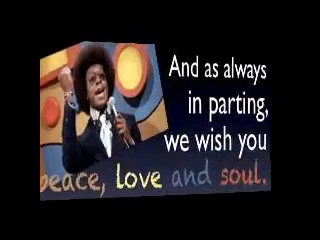 And as always
in parting,
we wish you
peace, love and soul.